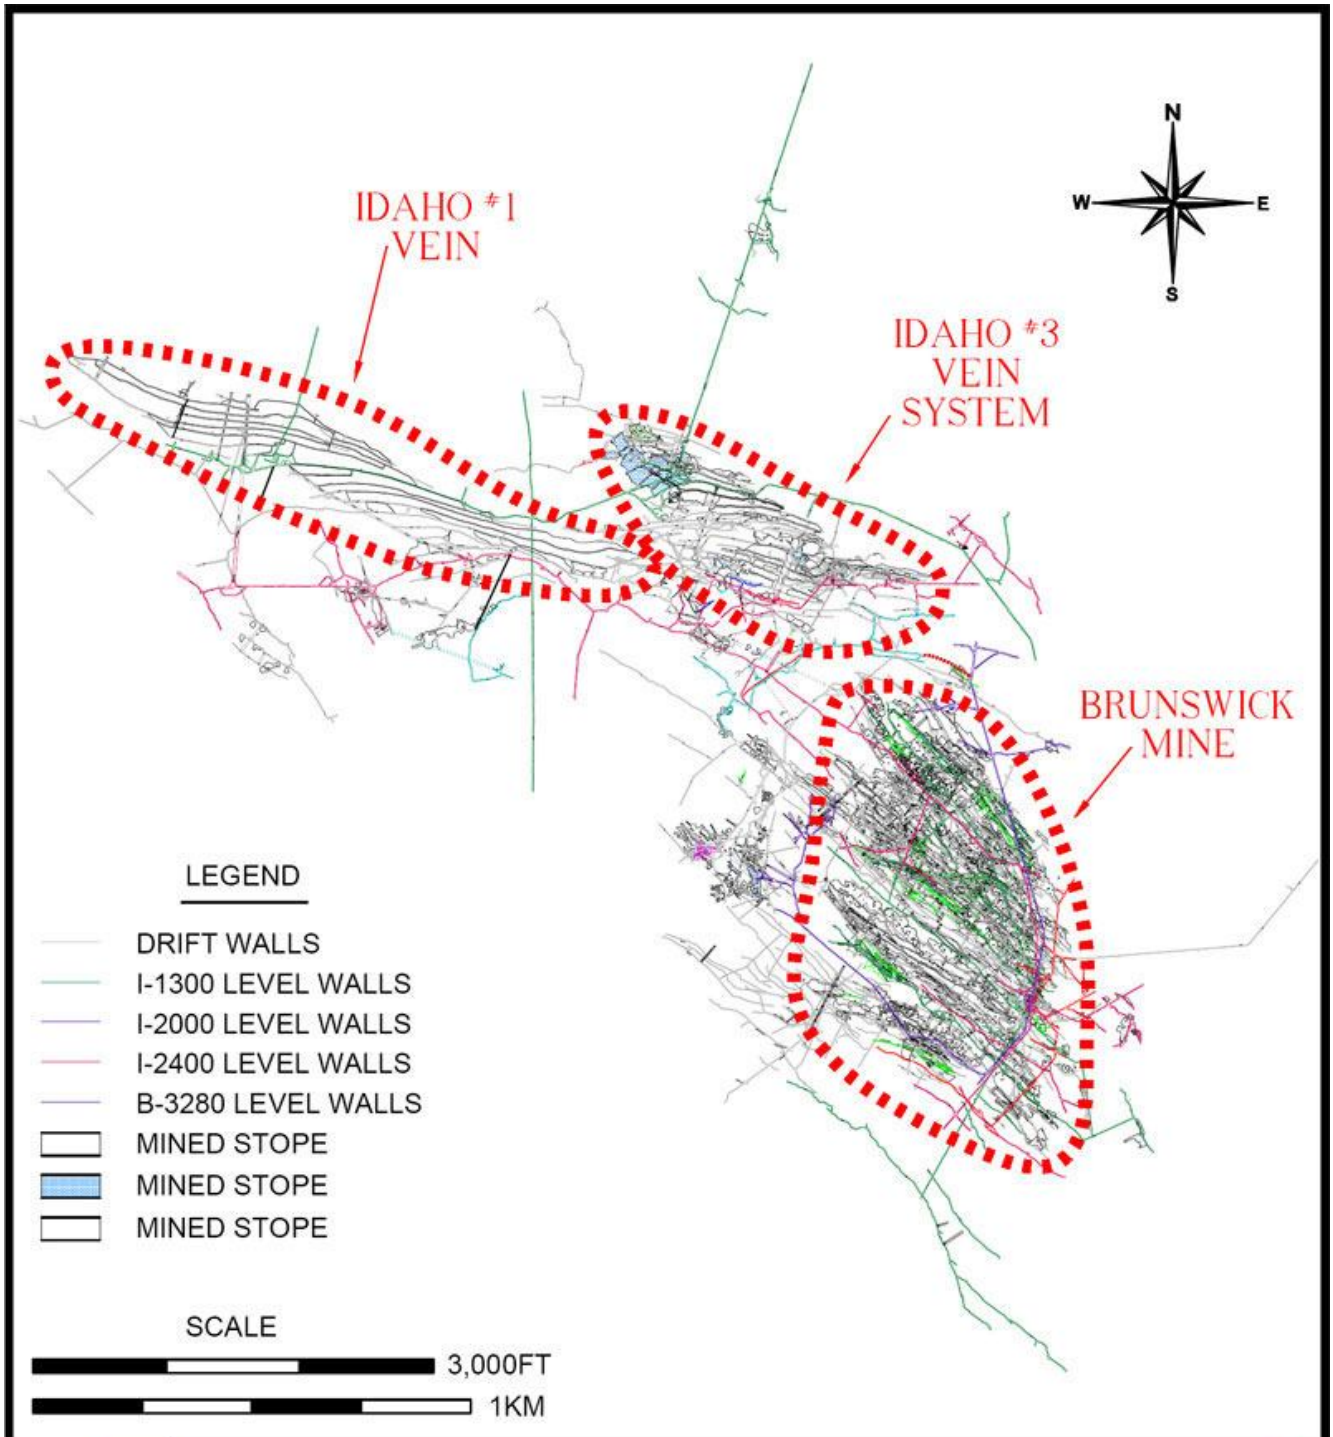 N
W E
S
IDAHO #1
VEIN
IDAHO #3
VEIN
SYSTEM
BRUNSWICK
MINE
LEGEND
DRIFT WALLS
I-1300 LEVEL WALLS
I-2000 LEVEL WALLS
I-2400 LEVEL WALLS
B-3280 LEVEL WALLS
MINED STOPE
MINED STOPE
MINED STOPE
SCALE
3,000FT
1KM